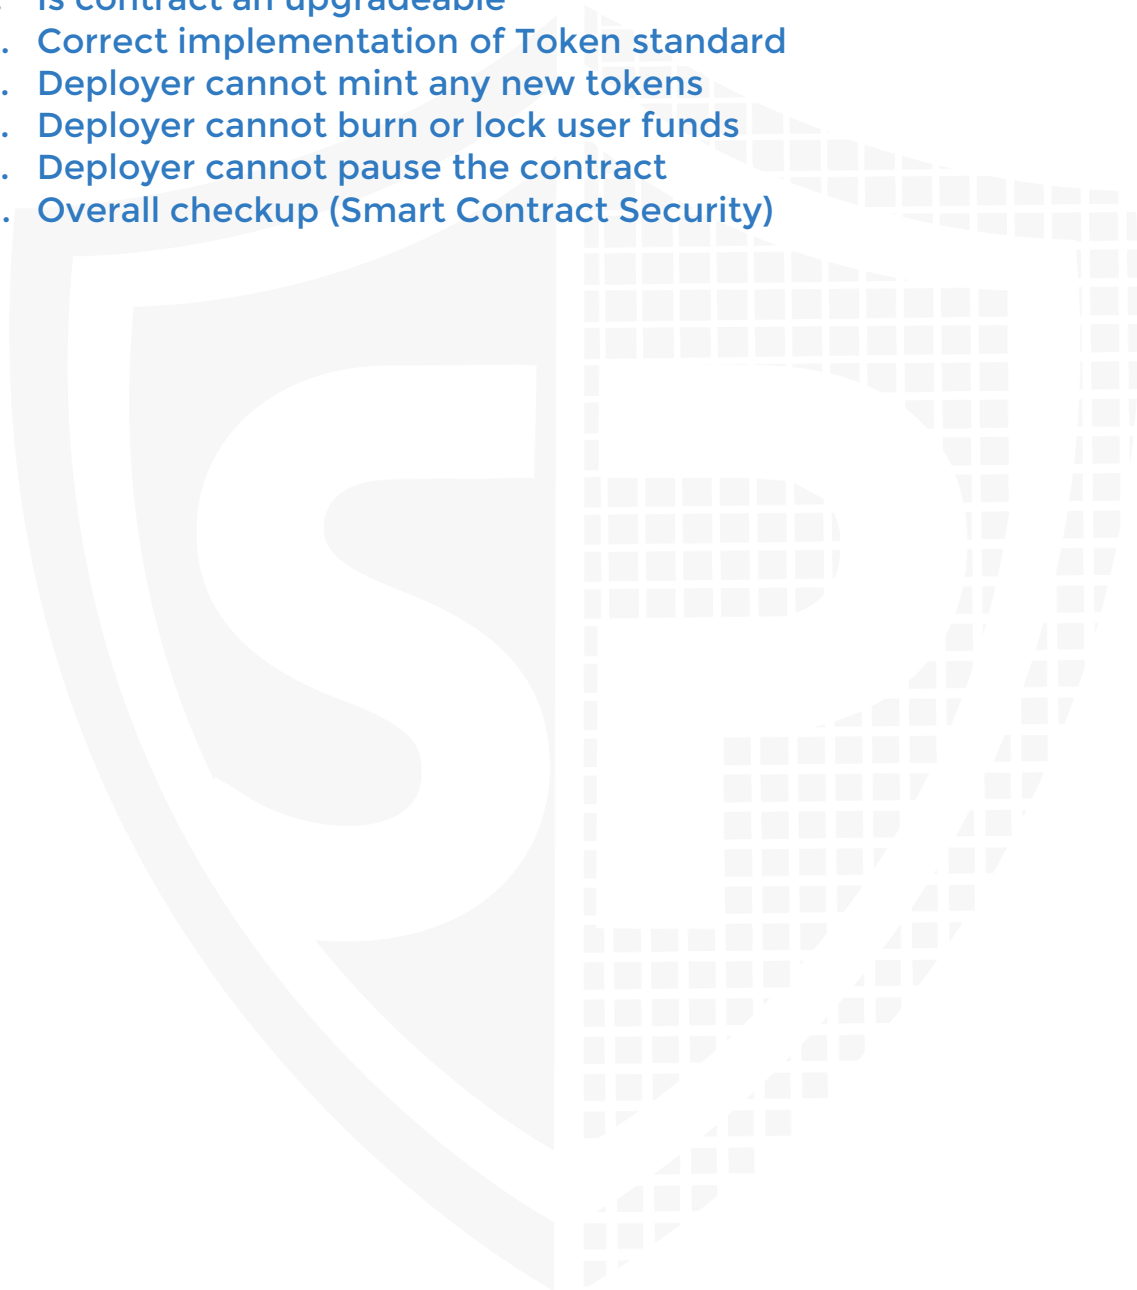 . Is contract an upgradeable
. Correct implementation of Token standard
. Deployer cannot mint any new tokens
. Deployer cannot burn or lock user funds
. Deployer cannot pause the contract
. Overall checkup (Smart Contract Security)
SP